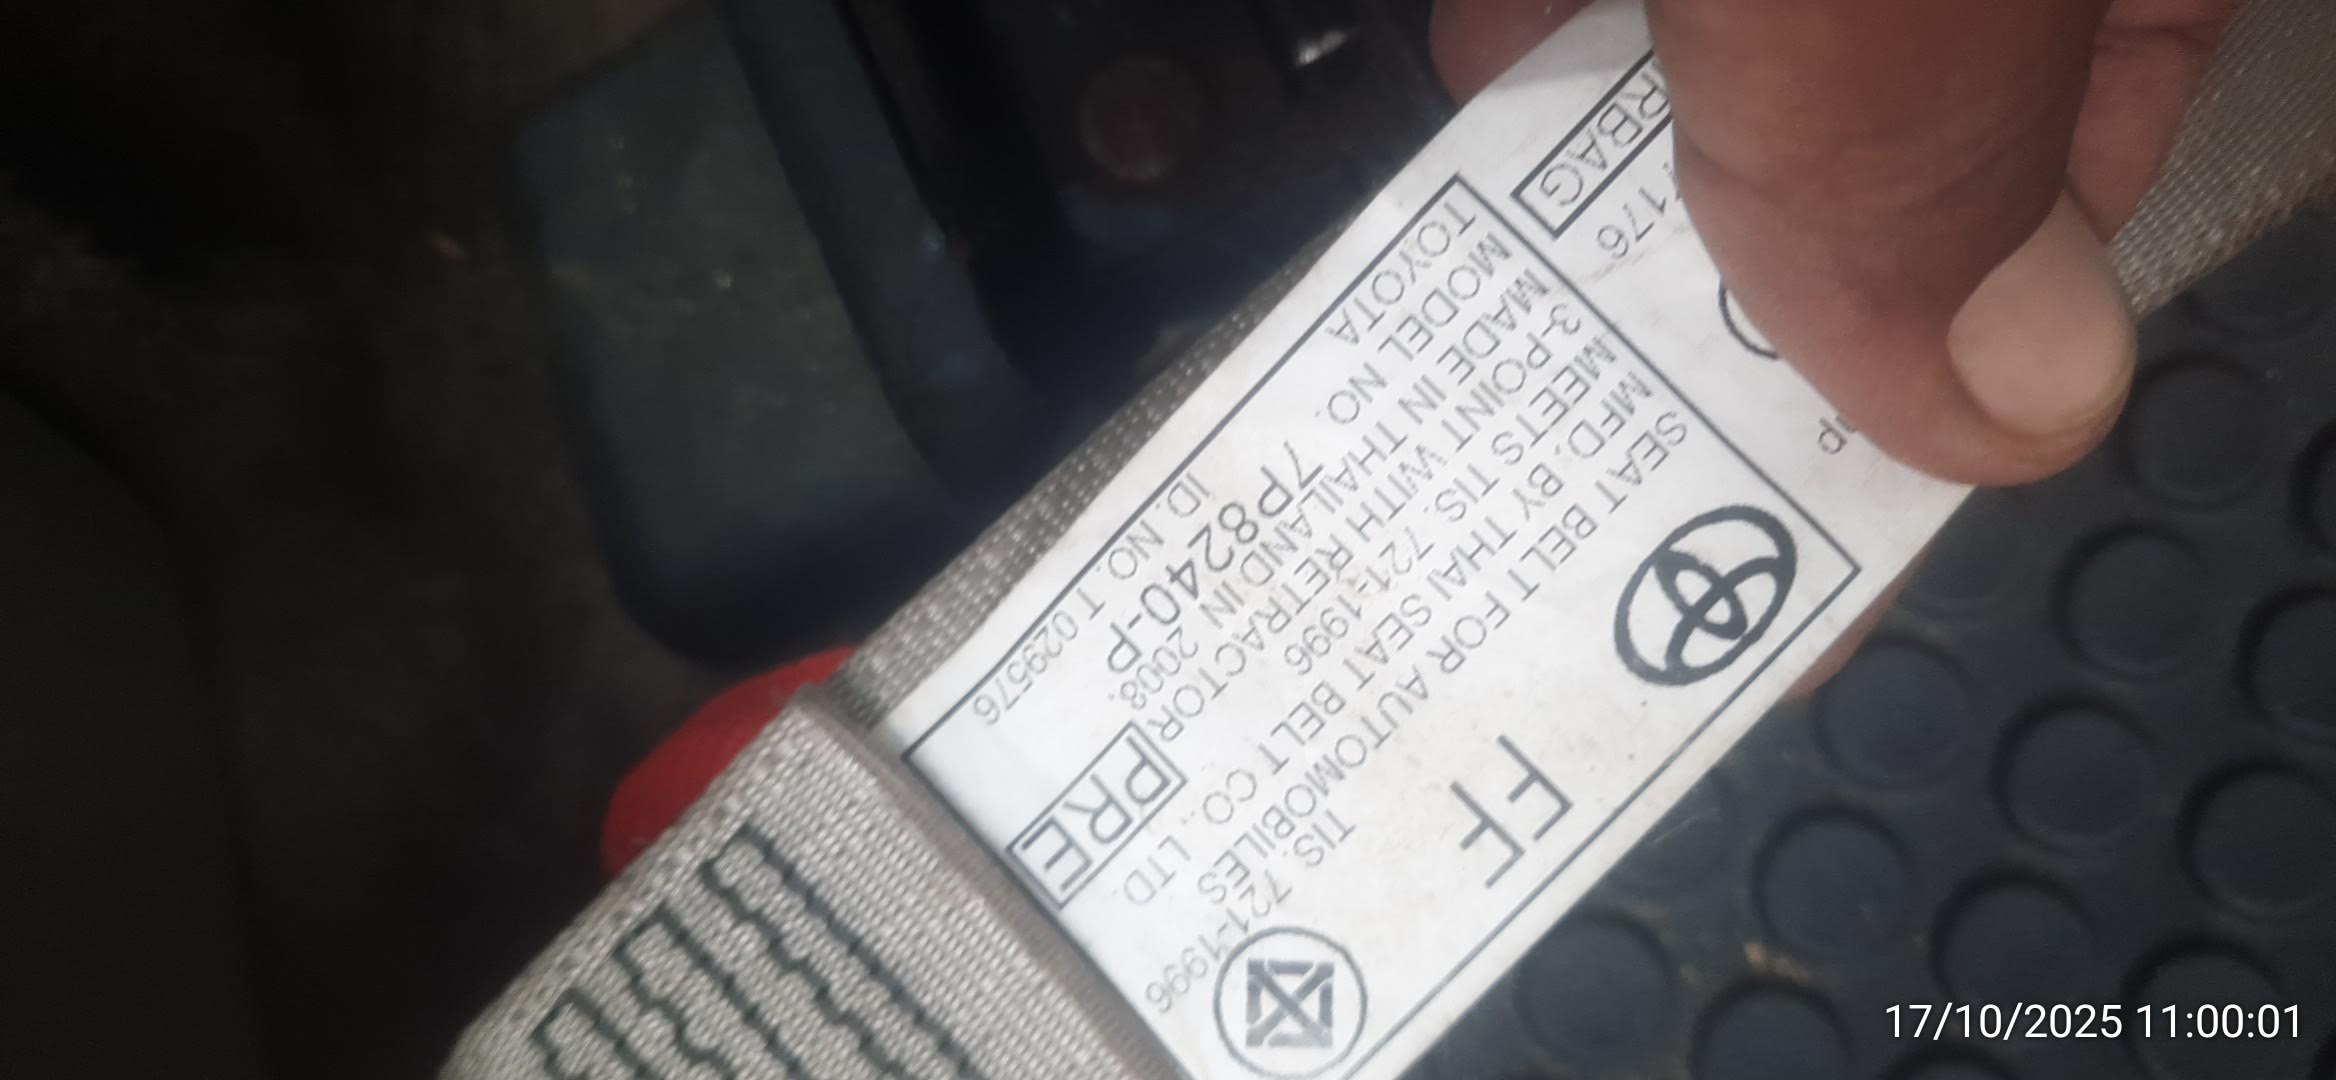 FF
TIS. 721-1996
SEAT BELT FOR AUTOMOBILES
MFD. BY THAI SEAT BELT CO., LTD.
MEETS TIS. 721-1996
3-POINT WITH RETRACTOR
MADE IN THAILAND IN 2008.
MODEL NO. 7P8240-P
PRE
TOYOTA ID. NO. T 029576
RBAG
176
17/10/2025 11:00:01